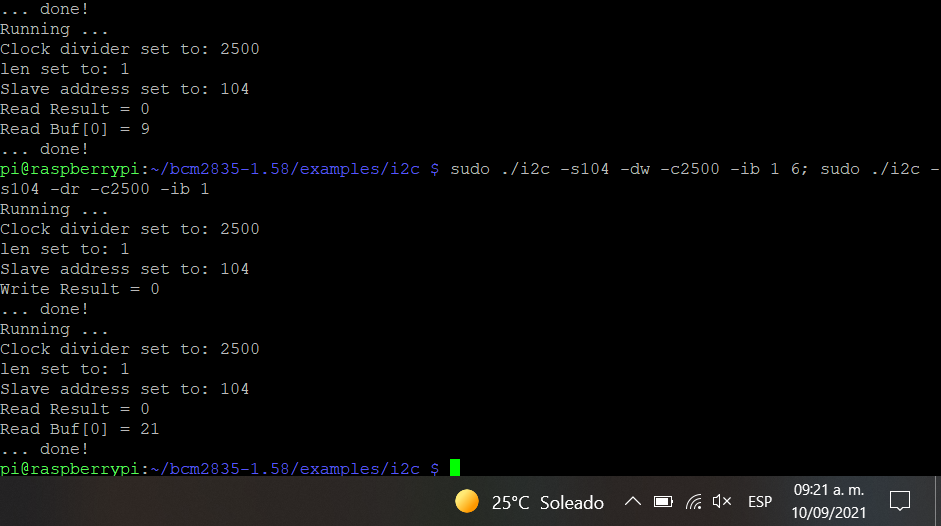 ... done!
Running ...
Clock divider set to: 2500
len set to: 1
Slave address set to: 104
Read Result = 0
Read Buf[0] = 9
... done!
pi@raspberrypi:~/bcm2835-1.58/examples/i2c $ sudo ./i2c -s104 -dw -c2500 -ib 1 6; sudo ./i2c -
s104 -dr -c2500 -ib 1
Running ...
Clock divider set to: 2500
len set to: 1
Slave address set to: 104
Write Result = 0
... done!
Running ...
Clock divider set to: 2500
len set to: 1
Slave address set to: 104
Read Result = 0
Read Buf[0] = 21
... done!
pi@raspberrypi:~/bcm2835-1.58/examples/i2c $
25°C Soleado ESP 09:21 a. m.
10/09/2021